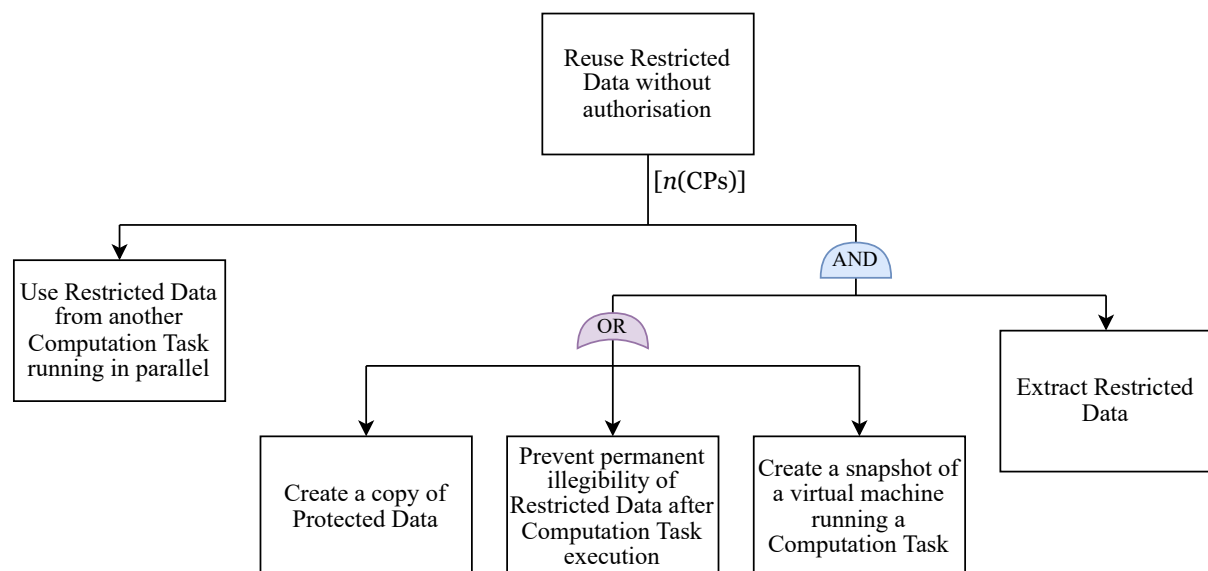 Reuse Restricted
Data without
authorisation
[n(CPs)]
AND
Use Restricted Data
from another
Computation Task
running in parallel
OR
Extract Restricted
Data
Create a copy of
Protected Data
Prevent permanent
illegibility of
Restricted Data after
Computation Task
execution
Create a snapshot of
a virtual machine
running a
Computation Task